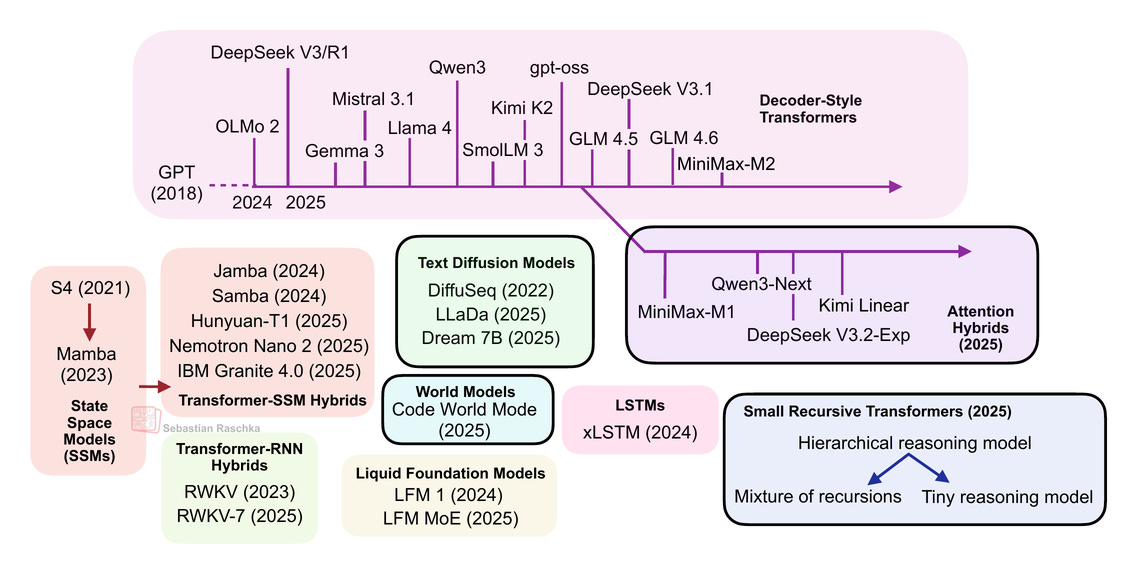 DeepSeek V3/R1
Qwen3
gpt-oss
Mistral 3.1
Kimi K2
DeepSeek V3.1
Decoder-Style
Transformers
OLMo 2
Llama 4
GLM 4.5
GLM 4.6
Gemma 3
SmolLM 3
MiniMax-M2
GPT
(2018)
2024
2025
S4 (2021)
Mamba
(2023)
State
Space
Models
(SSMs)
Jamba (2024)
Samba (2024)
Hunyuan-T1 (2025)
Nemotron Nano 2 (2025)
IBM Granite 4.0 (2025)
Transformer-SSM Hybrids
Sebastian Raschka
Transformer-RNN
Hybrids
RWKV (2023)
RWKV-7 (2025)
Text Diffusion Models
DiffuSeq (2022)
LLaDa (2025)
Dream 7B (2025)
World Models
Code World Mode
(2025)
Liquid Foundation Models
LFM 1 (2024)
LFM MoE (2025)
LSTMs
xLSTM (2024)
MiniMax-M1
Qwen3-Next
DeepSeek V3.2-Exp
Kimi Linear
Attention
Hybrids
(2025)
Small Recursive Transformers (2025)
Hierarchical reasoning model
Mixture of recursions
Tiny reasoning model